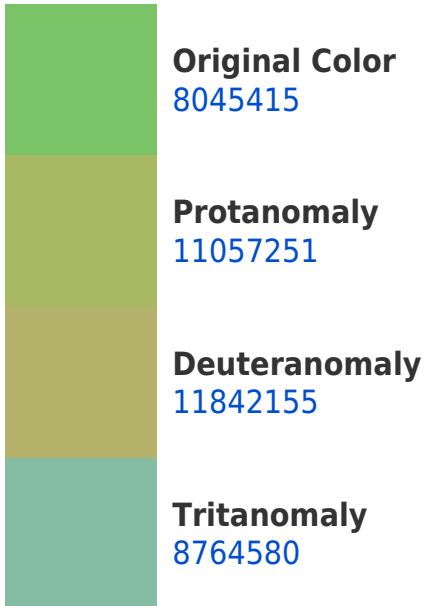 Original Color
8045415
Protanomaly
11057251
Deuteranomaly
11842155
Tritanomaly
8764580